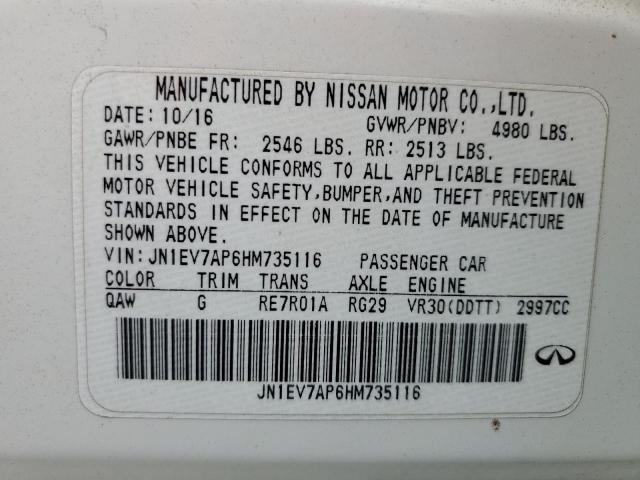 MANUFACTURED BY NISSAN MOTOR CO.,LTD.
DATE: 10/16 GVWR/PNBV: 4980 LBS.
GAWR/PNBE FR: 2546 LBS. RR: 2513 LBS.
THIS VEHICLE CONFORMS TO ALL APPLICABLE FEDERAL
MOTOR VEHICLE SAFETY,BUMPER,AND THEFT PREVENTION
STANDARDS IN EFFECT ON THE DATE OF MANUFACTURE
SHOWN ABOVE.
VIN: JN1EV7AP6HM735116 PASSENGER CAR
COLOR TRIM TRANS AXLE ENGINE
QAW G RE7R01A RG29 VR30(DDTT) 2997CC
JN1EV7AP6HM735116